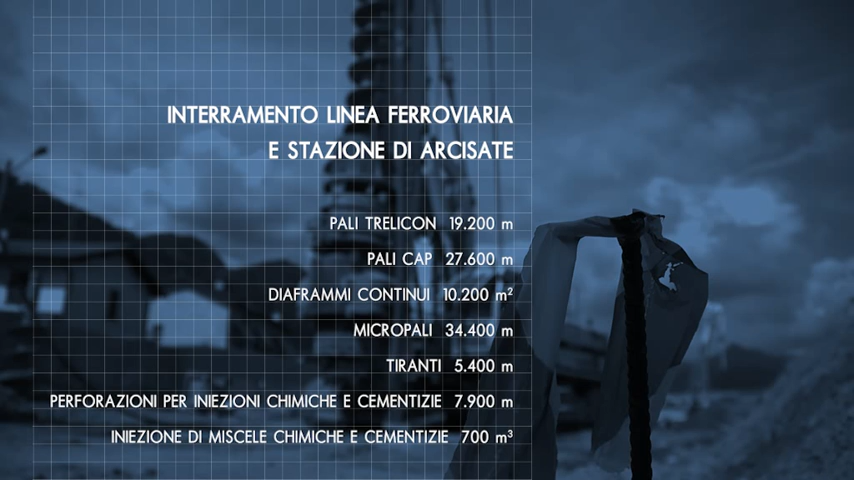 INTERRAMENTO LINEA FERROVIARIA
E STAZIONE DI ARCISATE
PALI TRELICON 19.200 m
PALI CAP 27.600 m
DIAFRAMMI CONTINUI 10.200 m²
MICROPALI 34.400 m
TIRANTI 5.400 m
PERFORAZIONI PER INIEZIONI CHIMICHE E CEMENTIZIE 7.900 m
INIEZIONE DI MISCELE CHIMICHE E CEMENTIZIE 700 m³